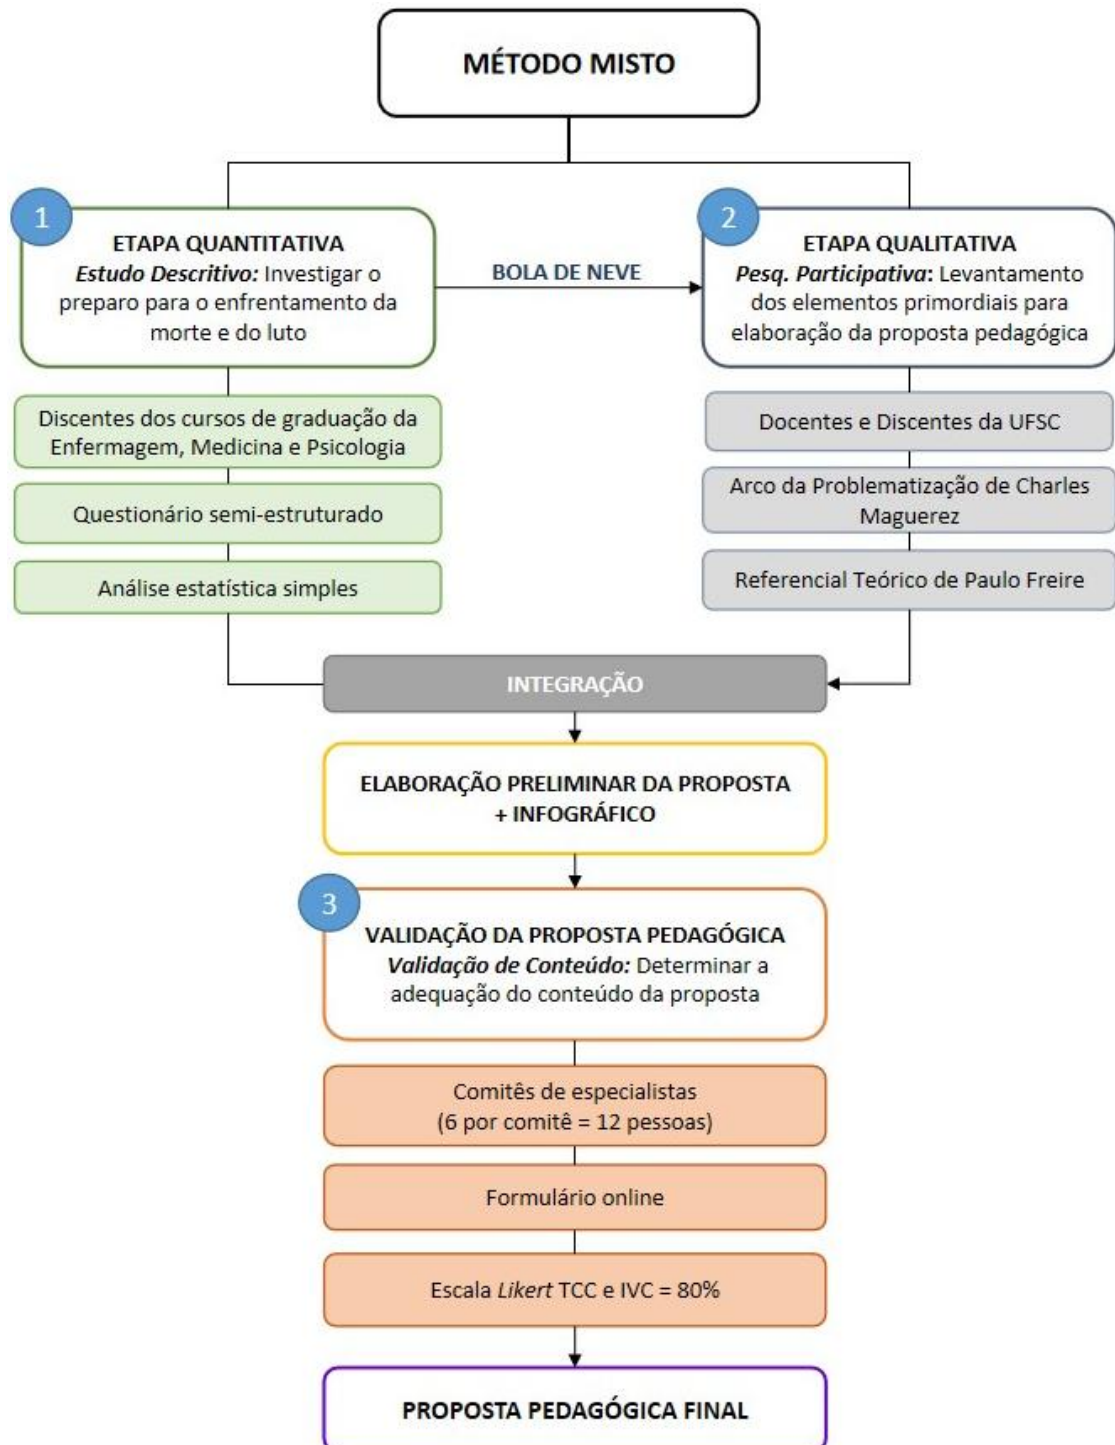 MÉTODO MISTO
1
ETAPA QUANTITATIVA
Estudo Descritivo: Investigar o
preparo para o enfrentamento da
morte e do luto
BOLA DE NEVE
2
ETAPA QUALITATIVA
Pesq. Participativa: Levantamento
dos elementos primordiais para
elaboração da proposta pedagógica
Discentes dos cursos de graduação da
Enfermagem, Medicina e Psicologia
Questionário semi-estruturado
Análise estatística simples
Docentes e Discentes da UFSC
Arco da Problematização de Charles
Maguerez
Referencial Teórico de Paulo Freire
INTEGRAÇÃO
ELABORAÇÃO PRELIMINAR DA PROPOSTA
+ INFOGRÁFICO
3
VALIDAÇÃO DA PROPOSTA PEDAGÓGICA
Validação de Conteúdo: Determinar a
adequação do conteúdo da proposta
Comitês de especialistas
(6 por comitê = 12 pessoas)
Formulário online
Escala Likert TCC e IVC = 80%
PROPOSTA PEDAGÓGICA FINAL